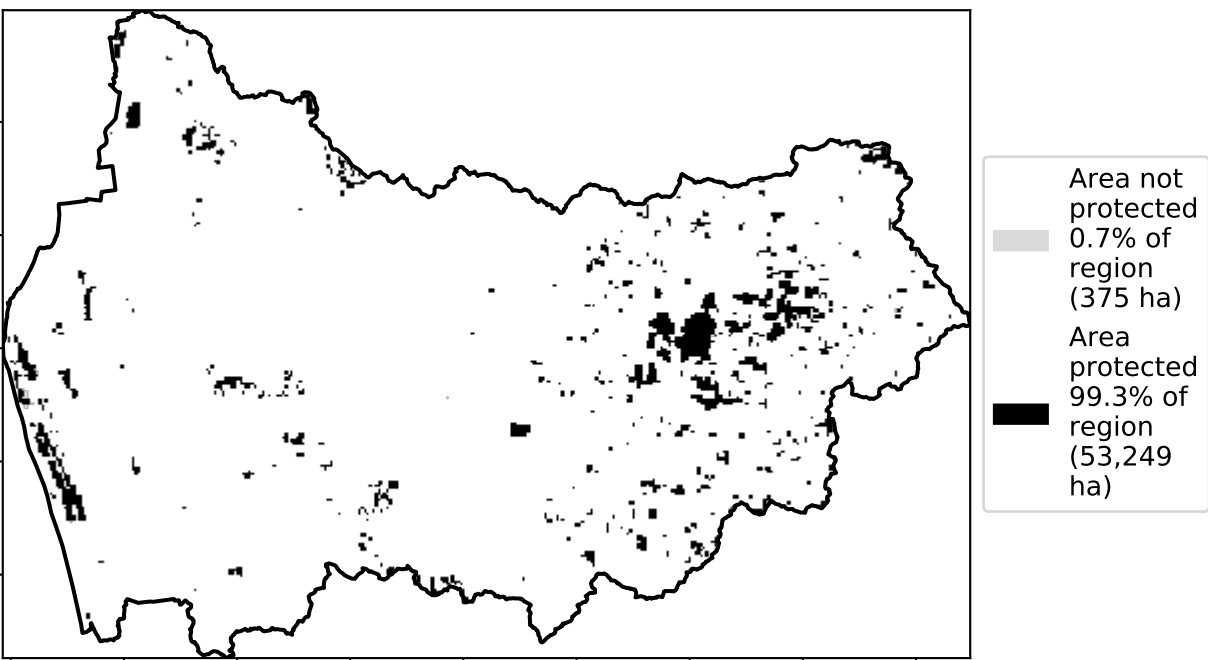 Area not
protected
0.7% of
region
(375 ha)
Area
protected
99.3% of
region
(53,249
ha)